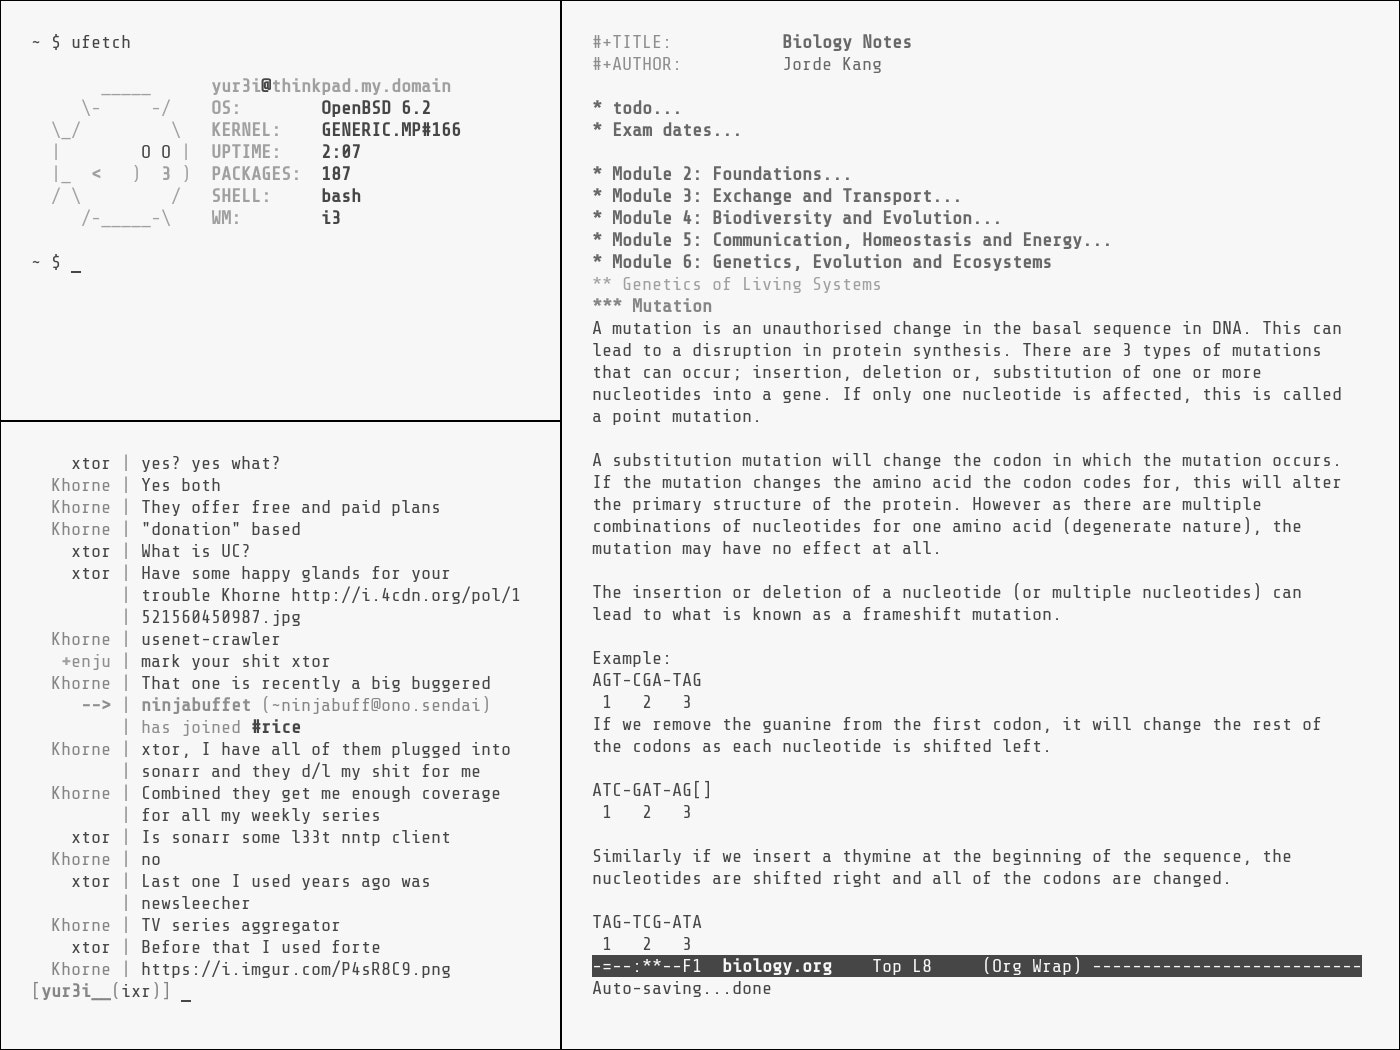 ~ $ ufetch
      _____      yur3i@thinkpad.my.domain
    \-     -/    OS:        OpenBSD 6.2
 \_/         \   KERNEL:    GENERIC.MP#166
 |        O O |  UPTIME:    2:07
 |_  <   )  3 )  PACKAGES:  187
 / \         /   SHELL:     bash
    /-_____-\    WM:        i3
~ $ _
xtor | yes? yes what?
Khorne | Yes both
Khorne | They offer free and paid plans
Khorne | "donation" based
xtor | What is UC?
xtor | Have some happy glands for your
| trouble Khorne http://i.4cdn.org/pol/1
| 521560450987.jpg
Khorne | usenet-crawler
+enju | mark your shit xtor
Khorne | That one is recently a big buggered
--> | ninjabuffet (~ninjabuff@ono.sendai)
| has joined #rice
Khorne | xtor, I have all of them plugged into
| sonarr and they d/l my shit for me
Khorne | Combined they get me enough coverage
| for all my weekly series
xtor | Is sonarr some l33t nntp client
Khorne | no
xtor | Last one I used years ago was
| newsleecher
Khorne | TV series aggregator
xtor | Before that I used forte
Khorne | https://i.imgur.com/P4sR8C9.png
[yur3i__(ixr)] _
#+TITLE:           Biology Notes
#+AUTHOR:          Jorde Kang
* todo...
* Exam dates...
* Module 2: Foundations...
* Module 3: Exchange and Transport...
* Module 4: Biodiversity and Evolution...
* Module 5: Communication, Homeostasis and Energy...
* Module 6: Genetics, Evolution and Ecosystems
** Genetics of Living Systems
*** Mutation
A mutation is an unauthorised change in the basal sequence in DNA. This can
lead to a disruption in protein synthesis. There are 3 types of mutations
that can occur; insertion, deletion or, substitution of one or more
nucleotides into a gene. If only one nucleotide is affected, this is called
a point mutation.
A substitution mutation will change the codon in which the mutation occurs.
If the mutation changes the amino acid the codon codes for, this will alter
the primary structure of the protein. However as there are multiple
combinations of nucleotides for one amino acid (degenerate nature), the
mutation may have no effect at all.
The insertion or deletion of a nucleotide (or multiple nucleotides) can
lead to what is known as a frameshift mutation.
Example:
AGT-CGA-TAG
 1   2   3
If we remove the guanine from the first codon, it will change the rest of
the codons as each nucleotide is shifted left.
ATC-GAT-AG[]
 1   2   3
Similarly if we insert a thymine at the beginning of the sequence, the
nucleotides are shifted right and all of the codons are changed.
TAG-TCG-ATA
 1   2   3
-=--:**--F1  biology.org    Top L8     (Org Wrap) ---------------------------
Auto-saving...done